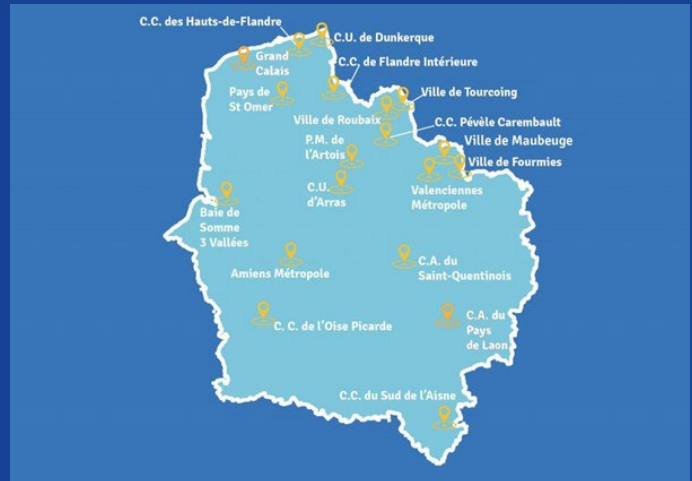 C.C. des Hauts-de-Flandre
C.U. de Dunkerque
Grand
Calais
C.C. de Flandre Intérieure
Pays de
St Omer
Ville de Tourcoing
Ville de Roubaix
C.C. Pévèle Carembault
P.M. de
l'Artois
Ville de Maubeuge
Ville de Fourmies
Valenciennes
Métropole
C.U.
d'Arras
Baie de
Somme
3 Vallées
Amiens Métropole
C.A. du
Saint-Quentinois
C. C. de l'Oise Picarde
C.A. du
Pays
de Laon
C.C. du Sud de l'Aisne